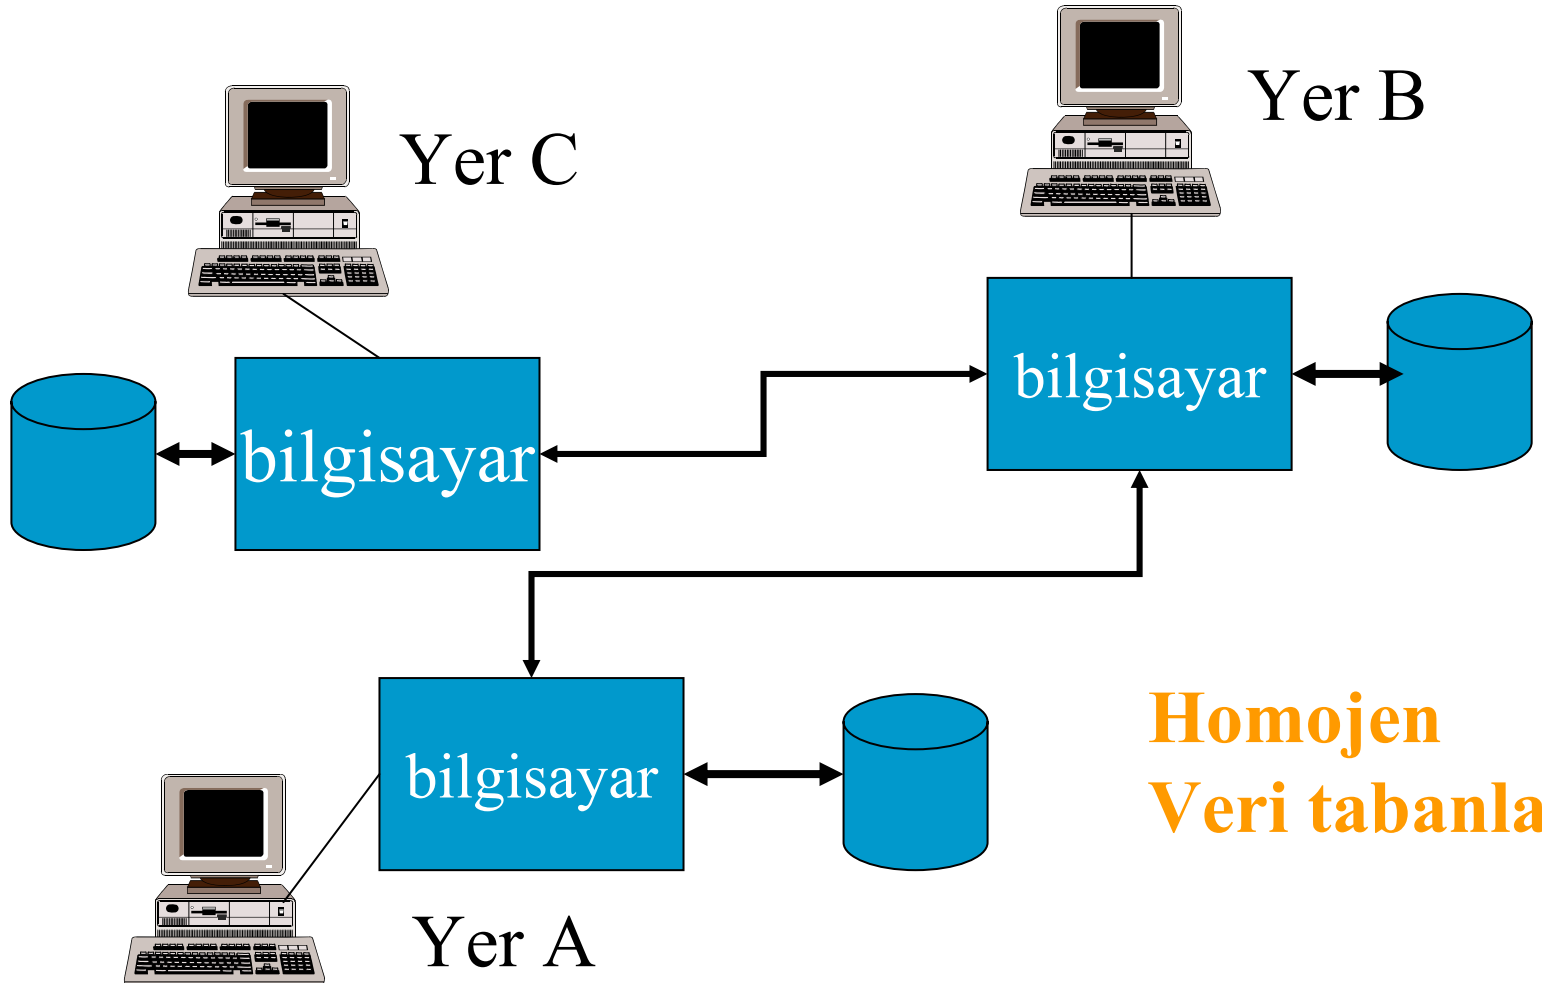 Yer B
Yer C
bilgisayar
bilgisayar
bilgisayar
Homojen
Veri tabanla
Yer A